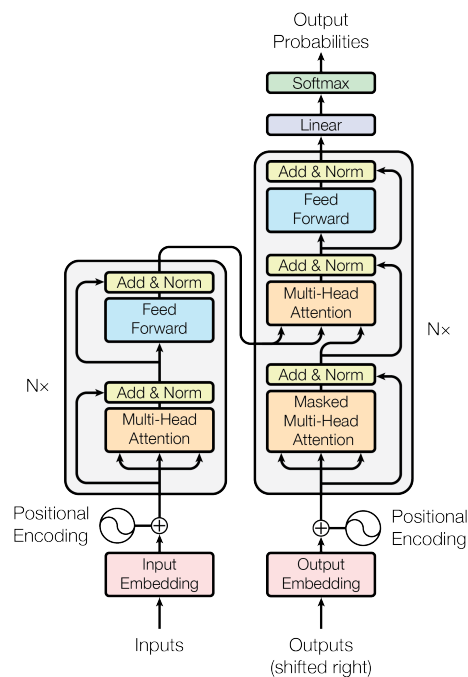 Output
Probabilities
Softmax
Linear
Add & Norm
Feed
Forward
Add & Norm
Multi-Head
Attention
Add & Norm
Masked
Multi-Head
Attention
Nx
Add & Norm
Feed
Forward
Add & Norm
Multi-Head
Attention
Nx
Positional
Encoding
Positional
Encoding
Input
Embedding
Output
Embedding
Inputs
Outputs
(shifted right)